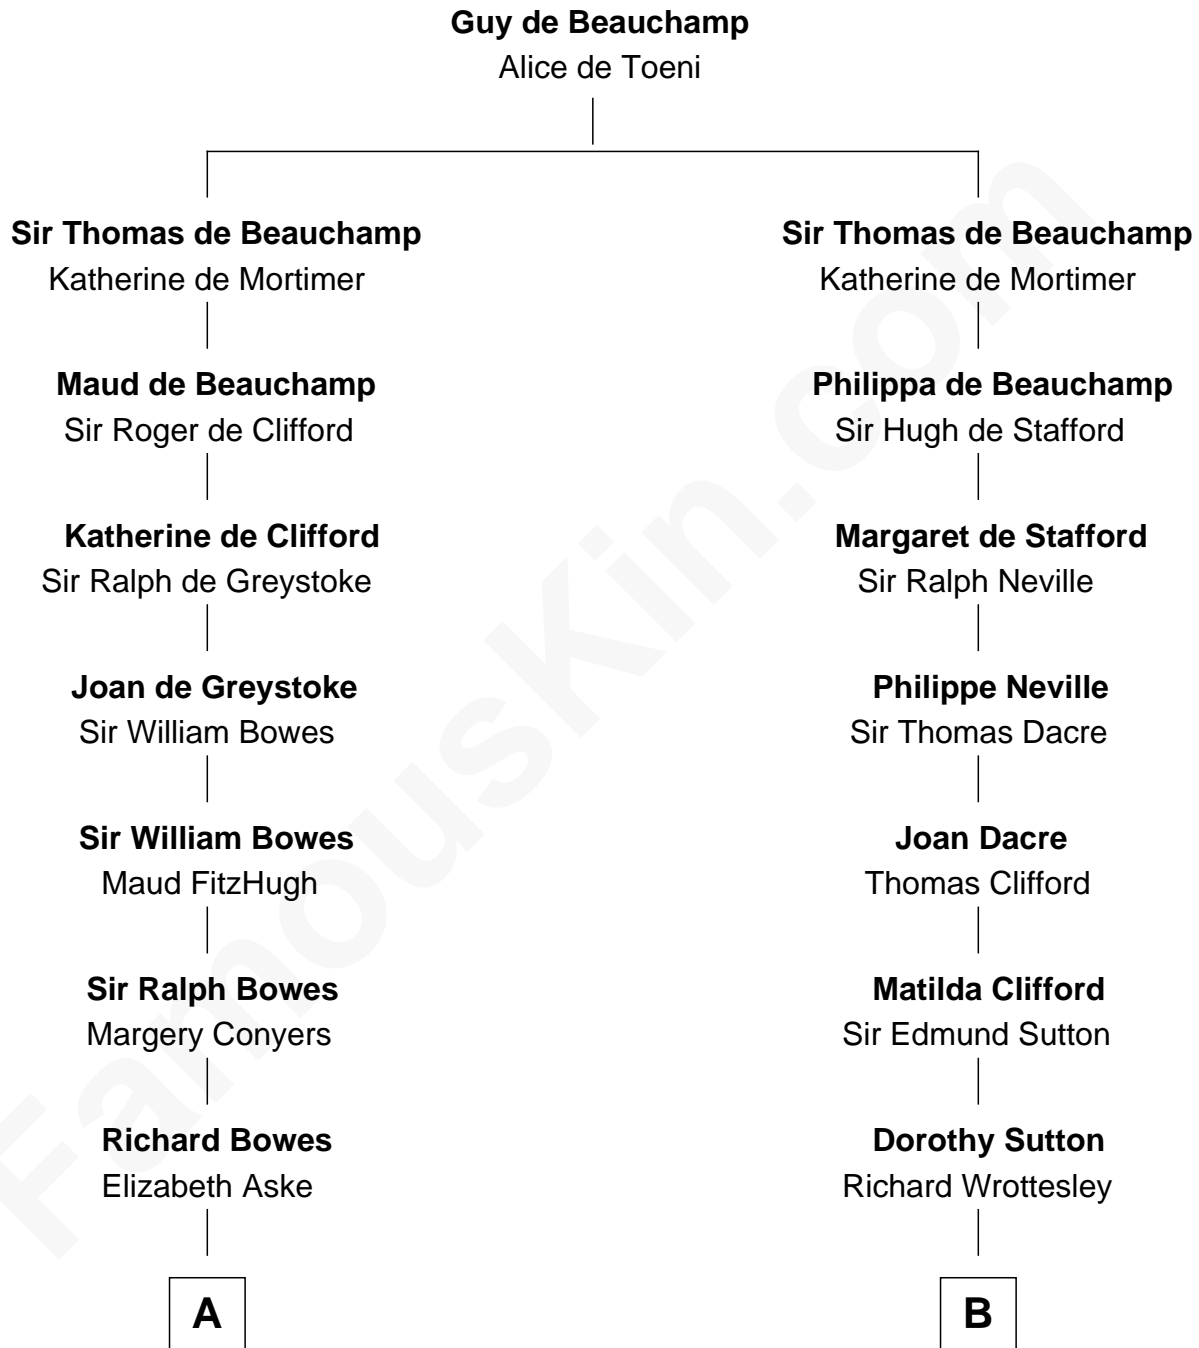 Guy de Beauchamp
Alice de Toeni
Sir Thomas de Beauchamp
Katherine de Mortimer
Maud de Beauchamp
Sir Roger de Clifford
Katherine de Clifford
Sir Ralph de Greystoke
Joan de Greystoke
Sir William Bowes
Sir William Bowes
Maud FitzHugh
Sir Ralph Bowes
Margery Conyers
Richard Bowes
Elizabeth Aske
A
Sir Thomas de Beauchamp
Katherine de Mortimer
Philippa de Beauchamp
Sir Hugh de Stafford
Margaret de Stafford
Sir Ralph Neville
Philippe Neville
Sir Thomas Dacre
Joan Dacre
Thomas Clifford
Matilda Clifford
Sir Edmund Sutton
Dorothy Sutton
Richard Wrottesley
B
FamousKin.com